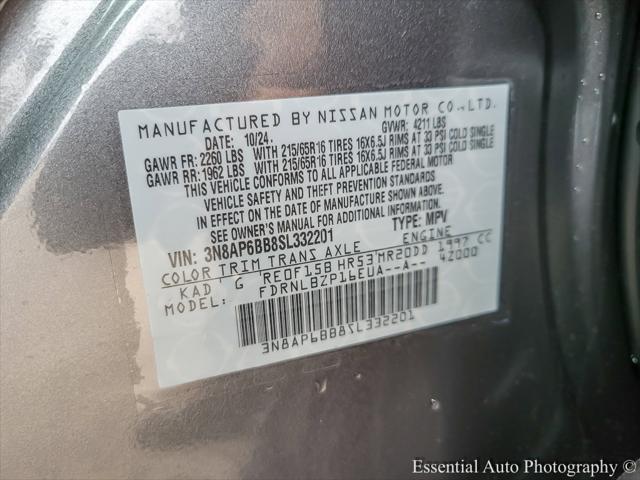 MANUFACTURED BY NISSAN MOTOR CO., LTD.
DATE: 10/24. GVWR: 4211 LBS
GAWR FR: 2260 LBS WITH 215/65R16 TIRES 16X6.5J RIMS AT 33 PSI COLD SINGLE
GAWR RR: 1962 LBS WITH 215/65R16 TIRES 16X6.5J RIMS AT 33 PSI COLD SINGLE
THIS VEHICLE CONFORMS TO ALL APPLICABLE FEDERAL MOTOR
VEHICLE SAFETY AND THEFT PREVENTION STANDARDS
IN EFFECT ON THE DATE OF MANUFACTURE SHOWN ABOVE.
SEE OWNER'S MANUAL FOR ADDITIONAL INFORMATION.
VIN: 3N8AP6BB8SL332201 TYPE: MPV
COLOR TRIM TRANS AXLE ENGINE
KAD G RE0F15B HR53 MR20DD 1997 CC
MODEL: FDRNLBZP16EUA--A-- 42000
3N8AP6BB8SL332201
Essential Auto Photography ©